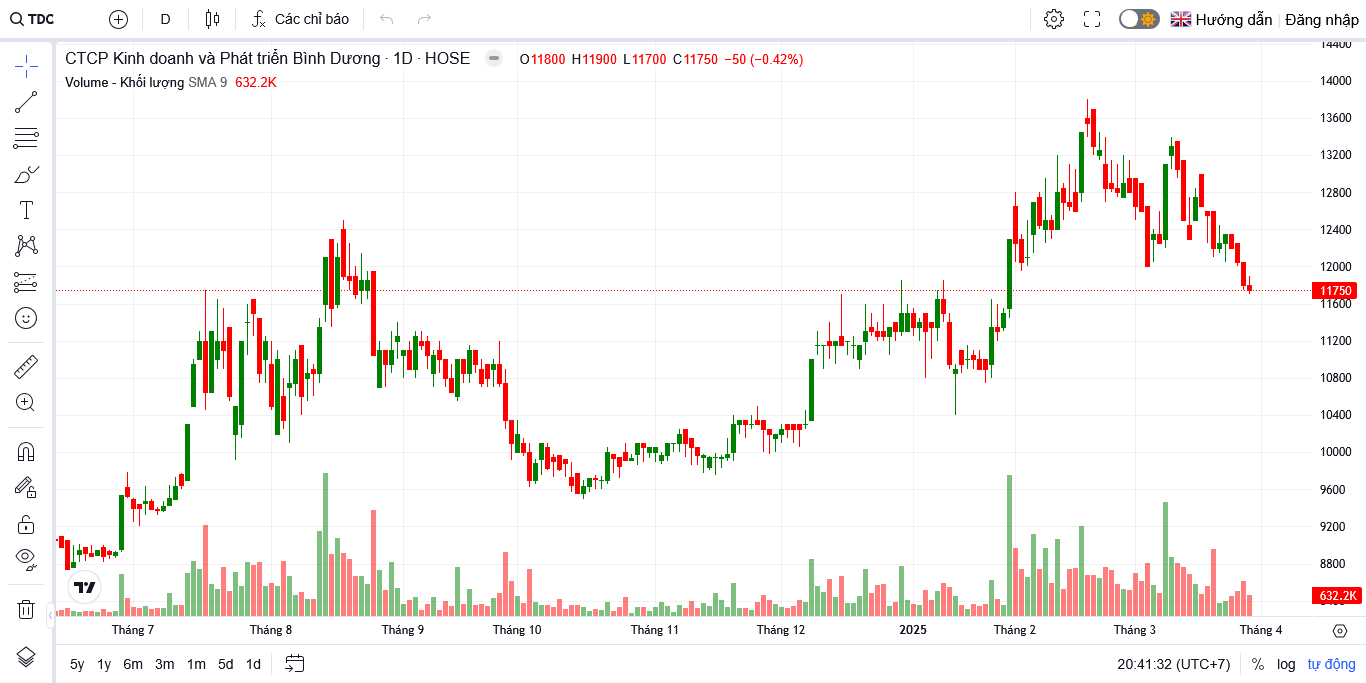 TDC D Các chỉ báo Hướng dẫn Đăng nhập
CTCP Kinh doanh và Phát triển Bình Dương · 1D · HOSE O11800 H11900 L11700 C11750 −50 (−0.42%)
Volume - Khối lượng SMA 9 632.2K
14400
14000
13600
13200
12800
12400
12000
11750
11600
11200
10800
10400
10000
9600
9200
8800
632.2K
Tháng 7 Tháng 8 Tháng 9 Tháng 10 Tháng 11 Tháng 12 2025 Tháng 2 Tháng 3 Tháng 4
5y 1y 6m 3m 1m 5d 1d 20:41:32 (UTC+7) % log tự động